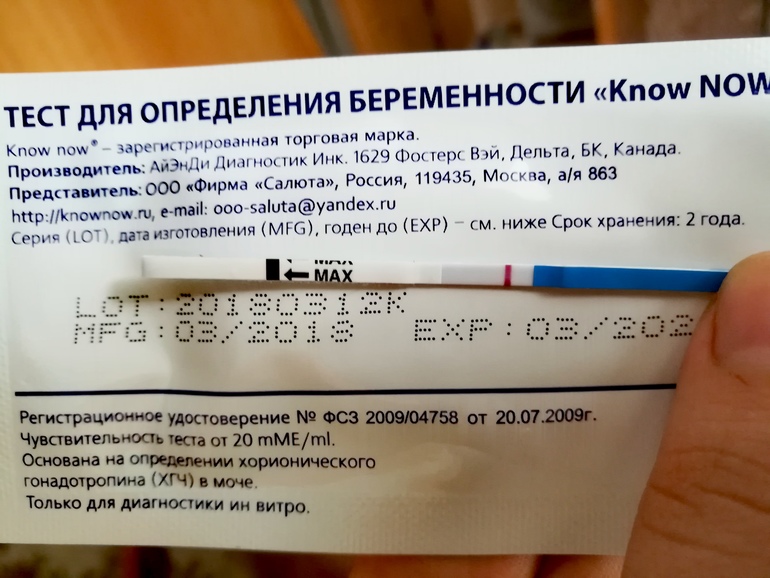 ТЕСТ ДЛЯ ОПРЕДЕЛЕНИЯ БЕРЕМЕННОСТИ «Know NOW
Know now® – зарегистрированная торговая марка.
Производитель: АйЭнДи Диагностик Инк. 1629 Фостерс Вэй, Дельта, БК, Канада.
Представитель: ООО «Фирма «Салюта», Россия, 119435, Москва, а/я 863
http://knownow.ru, e-mail: ooo-saluta@yandex.ru
Серия (LOT), дата изготовления (MFG), годен до (EXP) – см. ниже Срок хранения: 2 года.
MAX
MAX
LOT:20180312K
MFG:03/2018 EXP:03/202
Регистрационное удостоверение № ФСЗ 2009/04758 от 20.07.2009г.
Чувствительность теста от 20 mME/ml.
Основана на определении хорионического
гонадотропина (ХГЧ) в моче.
Только для диагностики ин витро.